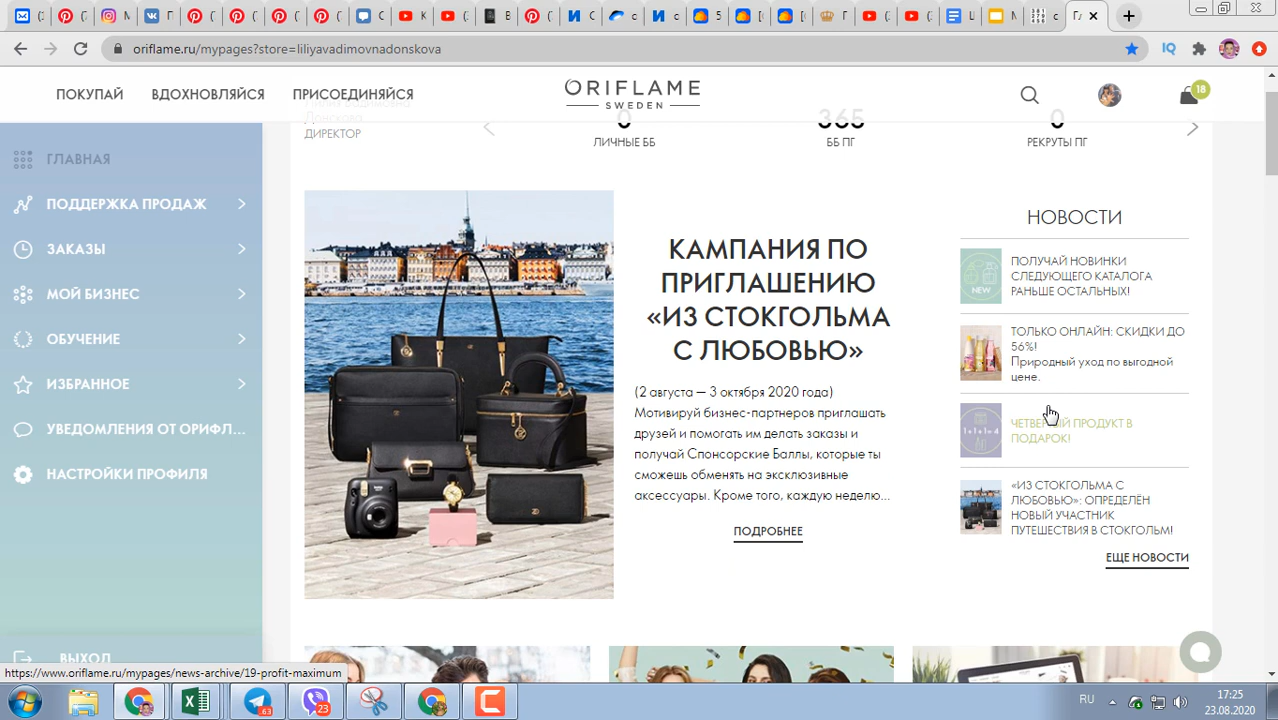 oriflame.ru/mypages?store=liliyavadimovnadonskova
IQ
ПОКУПАЙ
ВДОХНОВЛЯЙСЯ
ПРИСОЕДИНЯЙСЯ
ORIFLAME
SWEDEN
18
Донскова
ДИРЕКТОР
0
ЛИЧНЫЕ ББ
365
ББ ПГ
0
РЕКРУТЫ ПГ
ГЛАВНАЯ
ПОДДЕРЖКА ПРОДАЖ
ЗАКАЗЫ
МОЙ БИЗНЕС
ОБУЧЕНИЕ
ИЗБРАННОЕ
УВЕДОМЛЕНИЯ ОТ ОРИФЛ...
НАСТРОЙКИ ПРОФИЛЯ
ВЫХОД
КАМПАНИЯ ПО
ПРИГЛАШЕНИЮ
«ИЗ СТОКГОЛЬМА
С ЛЮБОВЬЮ»
(2 августа — 3 октября 2020 года)
Мотивируй бизнес-партнеров приглашать
друзей и помогать им делать заказы и
получай Спонсорские Баллы, которые ты
сможешь обменять на эксклюзивные
аксессуары. Кроме того, каждую неделю...
ПОДРОБНЕЕ
НОВОСТИ
NEW
ПОЛУЧАЙ НОВИНКИ
СЛЕДУЮЩЕГО КАТАЛОГА
РАНЬШЕ ОСТАЛЬНЫХ!
ТОЛЬКО ОНЛАЙН: СКИДКИ ДО
56%!
Природный уход по выгодной
цене.
ЧЕТВЕРТЫЙ ПРОДУКТ В
ПОДАРОК!
«ИЗ СТОКГОЛЬМА С
ЛЮБОВЬЮ»: ОПРЕДЕЛЁН
НОВЫЙ УЧАСТНИК
ПУТЕШЕСТВИЯ В СТОКГОЛЬМ!
ЕЩЕ НОВОСТИ
https://www.oriflame.ru/mypages/news-archive/19-profit-maximum
63
23
RU
17:25
23.08.2020